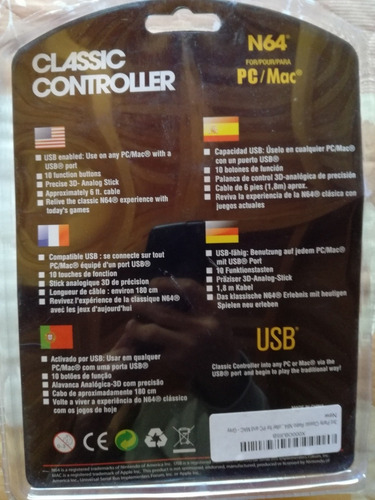 CLASSIC
CONTROLLER
N64®
FOR/POUR/PARA
PC/Mac®
USB enabled: Use on any PC/Mac® with a
USB® port
10 function buttons
Precise 3D- Analog Stick
Approximately 6 ft. cable
Relive the classic N64® experience with
today's games
Capacidad USB: Úselo en cualquier PC/Mac®
con un puerto USB®
10 botones de función
Palanca de control 3D-analógica de precisión
Cable de 6 pies (1,8m) aprox.
Reviva la experiencia de la N64® clásica con
juegos actuales
Compatible USB : se connecte sur tout
PC/Mac® équipé d'un port USB®
10 touches de fonction
Stick analogique 3D de précision
Longueur de câble : environ 180 cm
Revivez l'expérience de la classique N64®
avec les jeux d'aujourd'hui
USB-fähig: Benutzung auf jedem PC/Mac®
mit USB® Port
10 Funktionstasten
Präziser 3D-Analog-Stick
1,8 m Kabel
Das klassische N64® Erlebnis mit heutigen
Spielen neu erleben
Activado por USB: Usar em qualquer
PC/Mac® com uma porta USB®
10 botões de função
Alavanca Analógica-3D com precisão
Cabo de aproximadamente 180 cm
Volte a viver a experiência de N64® clássica
com os jogos de hoje
USB®
Classic Controller into any PC or Mac® via the
USB® port and begin to play the traditional way!
CE